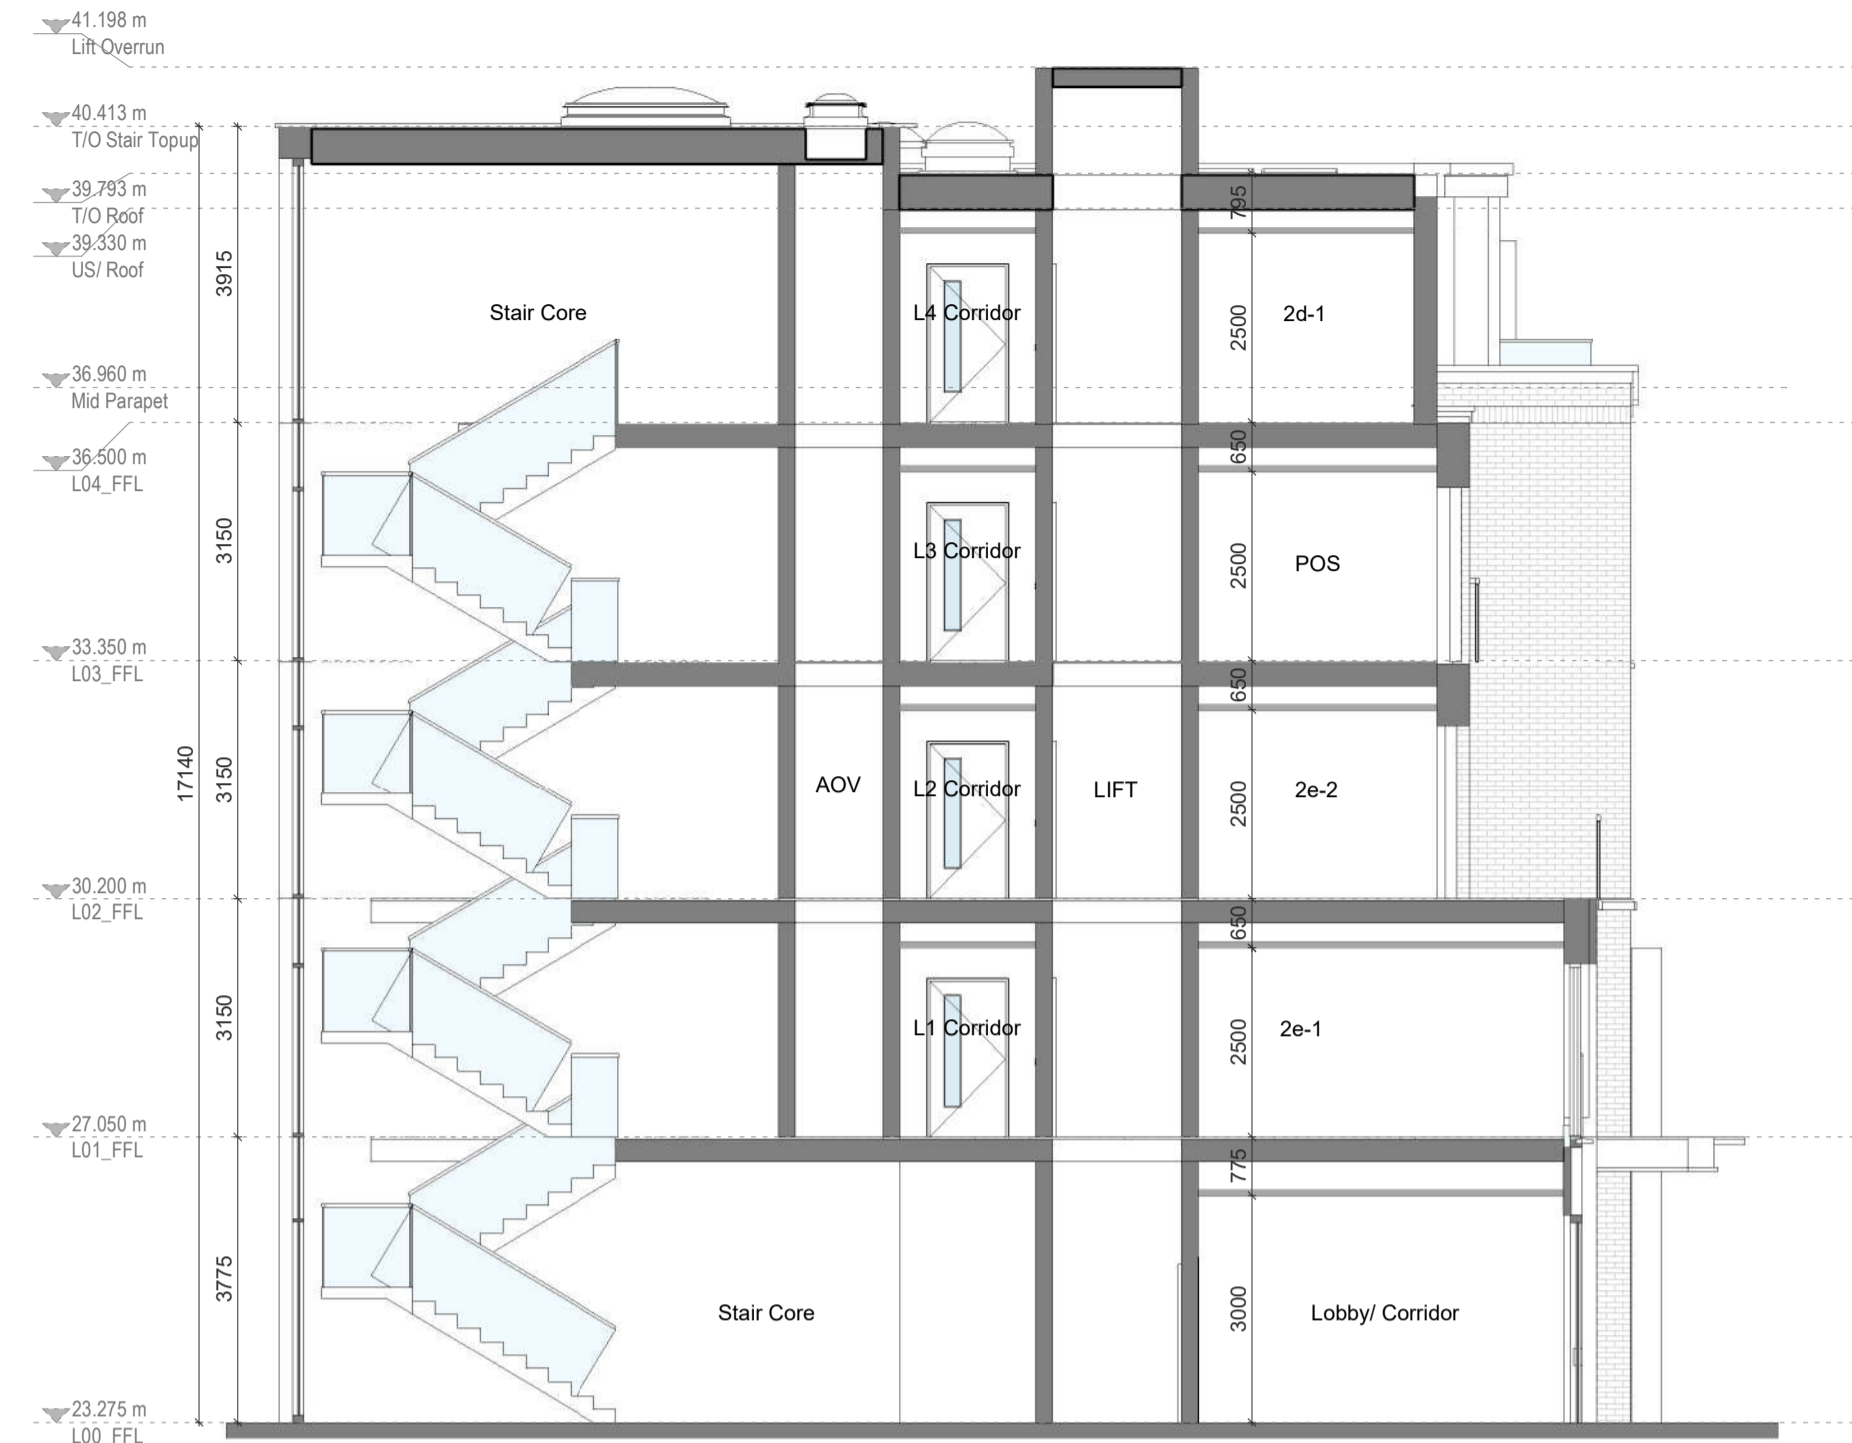 41.198 m
Lift Overrun
40.413 m
T/O Stair Topup
39.793 m
T/O Roof
39.330 m
US/ Roof
795
3915
Stair Core
L4 Corridor
2500
2d-1
36.960 m
Mid Parapet
36.500 m
L04_FFL
650
3150
L3 Corridor
2500
POS
33.350 m
L03_FFL
650
17140
3150
AOV
L2 Corridor
LIFT
2500
2e-2
30.200 m
L02_FFL
650
3150
L1 Corridor
2500
2e-1
27.050 m
L01_FFL
775
3775
Stair Core
3000
Lobby/ Corridor
23.275 m
L00_FFL